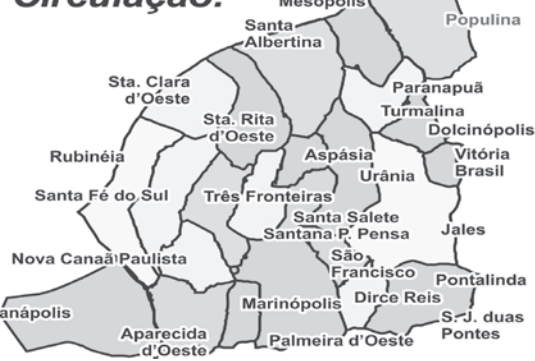 Circulação:
Mesópolis
Populina
Santa
Albertina
Sta. Clara
d'Oeste
Paranapuã
Turmalina
Sta. Rita
d'Oeste
Dolcinópolis
Rubinéia
Aspásia
Vitória
Brasil
Urânia
Santa Fé do Sul
Três Fronteiras
Santa Salete
Santana P. Pensa
Jales
Nova Canaã Paulista
São
Francisco
Pontalinda
anápolis
Marinópolis
Dirce Reis
S. J. duas
Pontes
Aparecida
d'Oeste
Palmeira d'Oeste